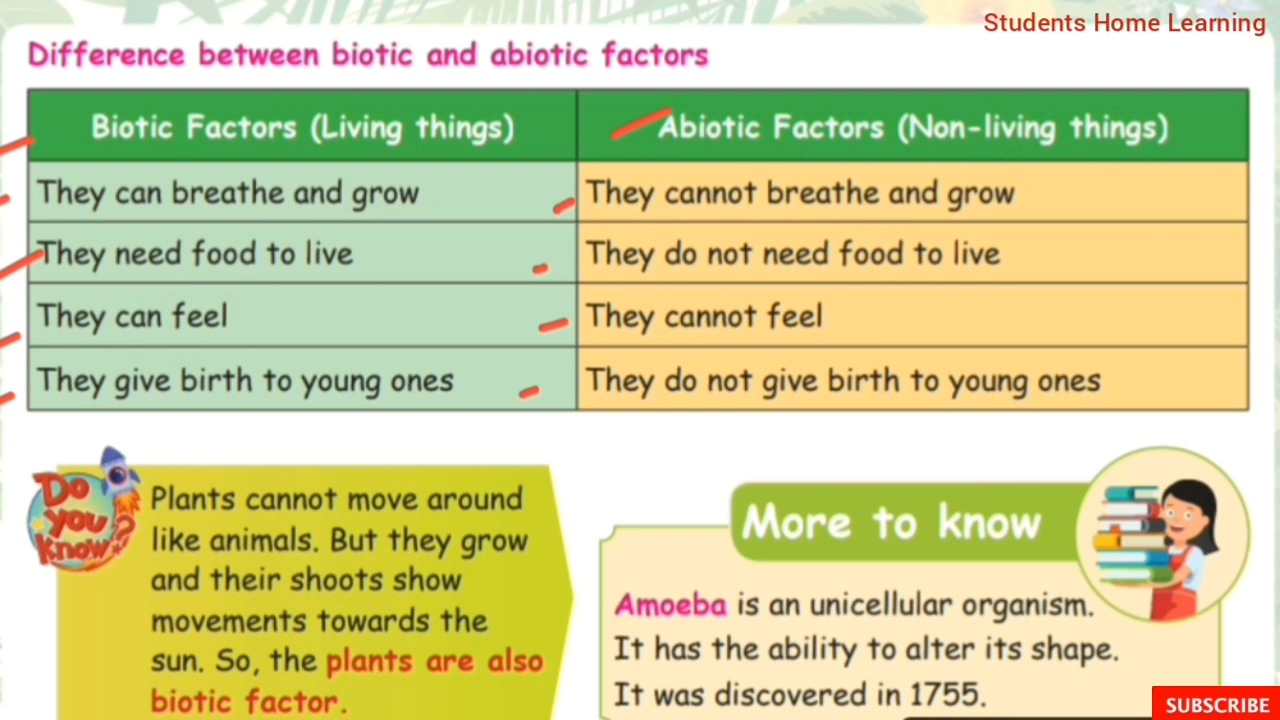 Students Home Learning
Difference between biotic and abiotic factors
Biotic Factors (Living things)
Abiotic Factors (Non-living things)
They can breathe and grow
They cannot breathe and grow
They need food to live
They do not need food to live
They can feel
They cannot feel
They give birth to young ones
They do not give birth to young ones
Do
you
know?
Plants cannot move around
like animals. But they grow
and their shoots show
movements towards the
sun. So, the plants are also
biotic factor.
More to know
Amoeba is an unicellular organism.
It has the ability to alter its shape.
It was discovered in 1755.
SUBSCRIBE